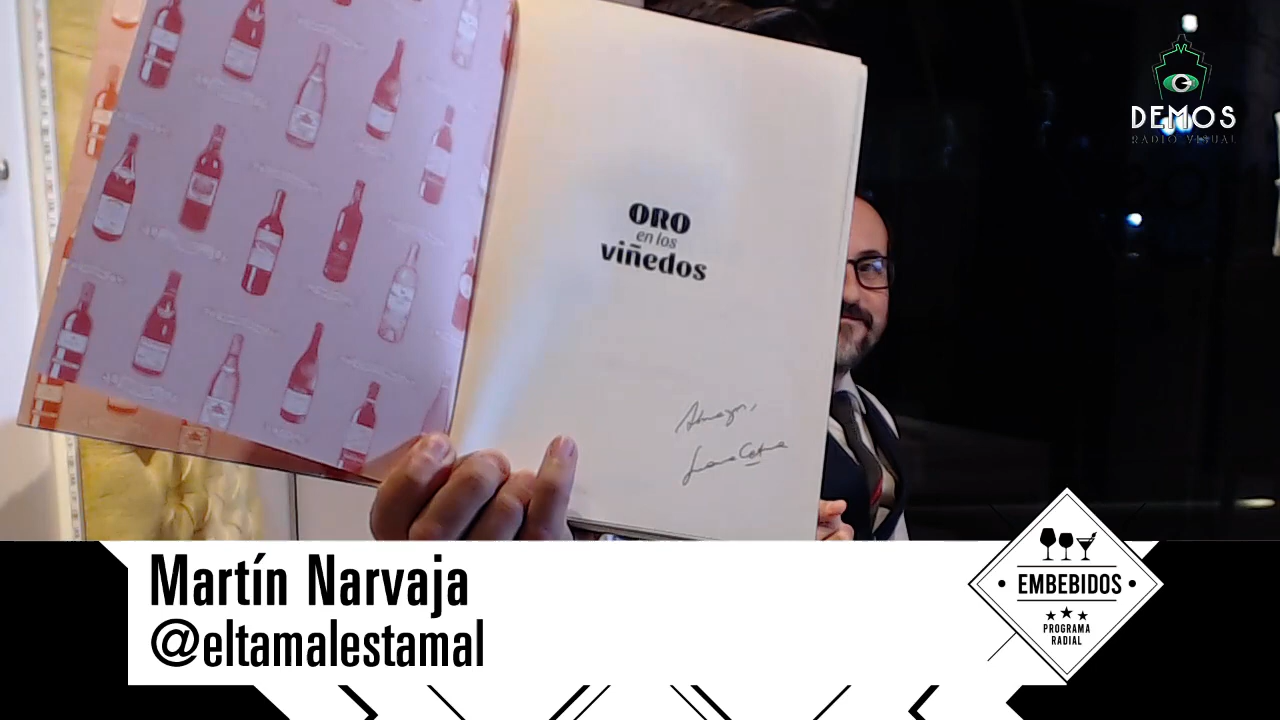 DEMOS
RADIO VISUAL
ORO
en los
viñedos
Martín Narvaja
@eltamalestamal
EMBEBIDOS
PROGRAMA
RADIAL